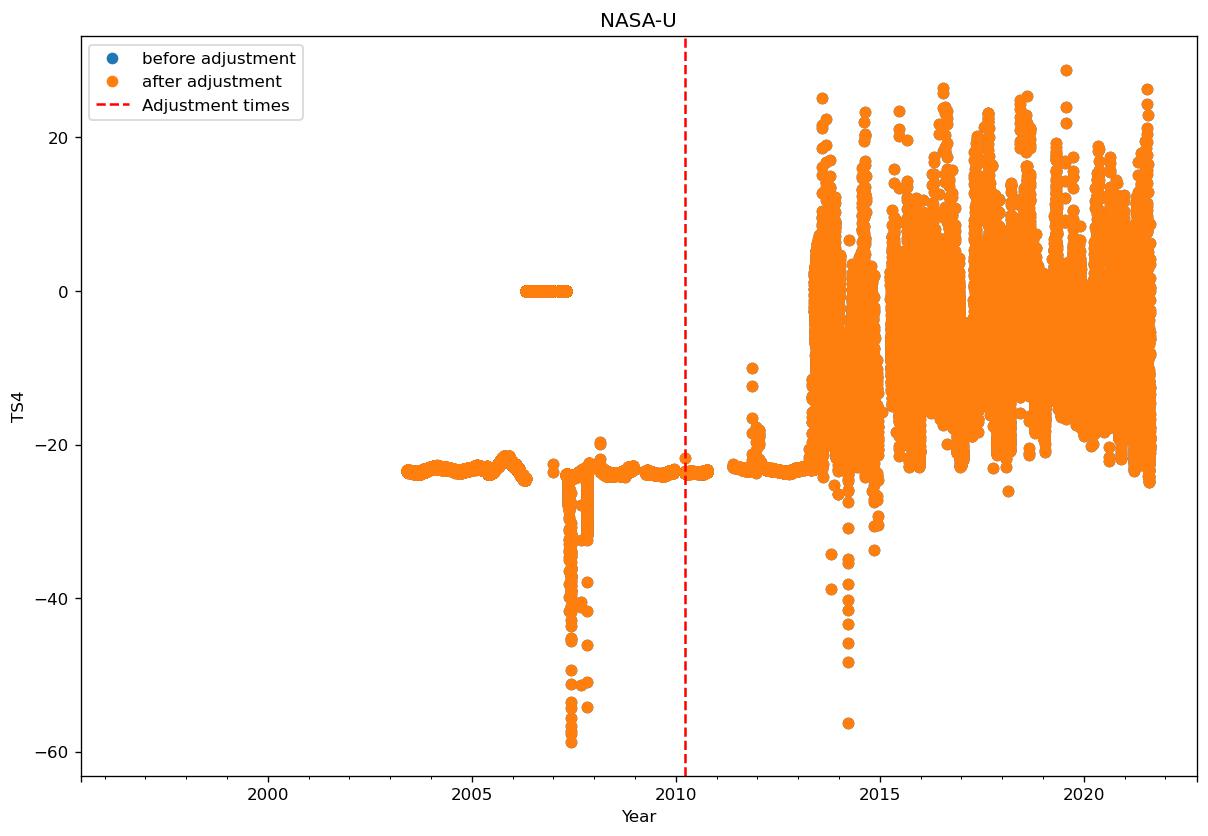 NASA-U
before adjustment
after adjustment
Adjustment times
TS4
20
0
−20
−40
−60
2000 2005 2010 2015 2020
Year